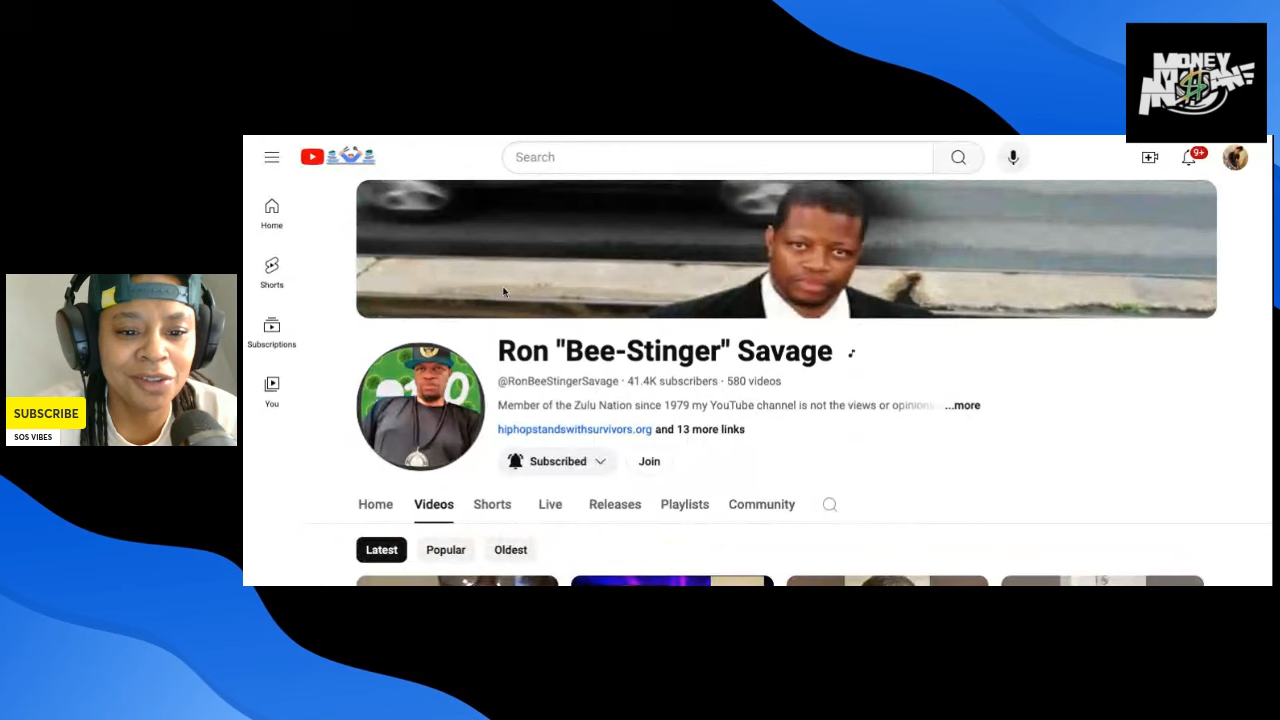 MONEY
Search
9+
Home
Shorts
Subscriptions
You
SUBSCRIBE
SOS VIBES
Ron "Bee-Stinger" Savage
@RonBeeStingerSavage · 41.4K subscribers · 580 videos
Member of the Zulu Nation since 1979 my YouTube channel is not the views or opinions ...more
hiphopstandswithsurvivors.org and 13 more links
Subscribed
Join
Home Videos Shorts Live Releases Playlists Community
Latest Popular Oldest